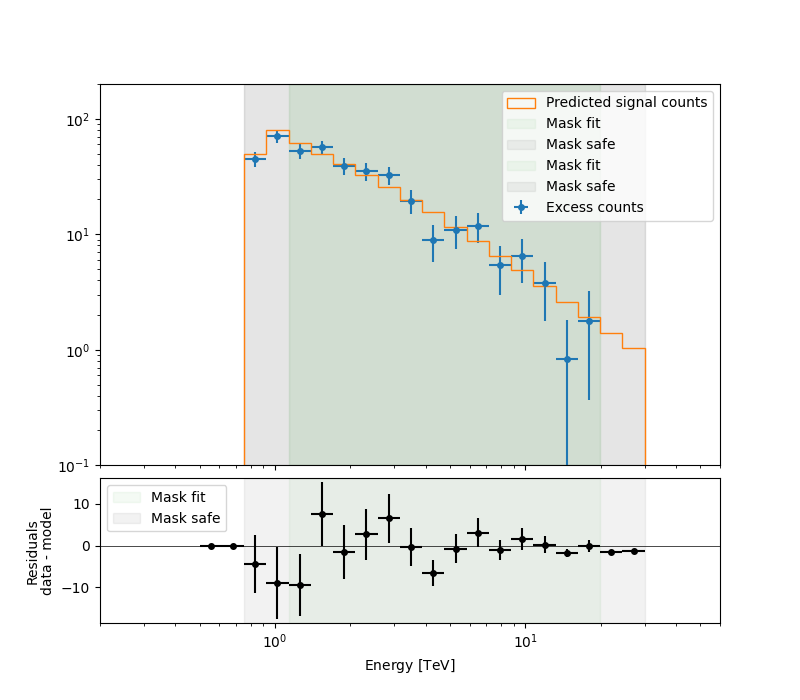 10²
10¹
10⁰
10⁻¹
Predicted signal counts
Mask fit
Mask safe
Mask fit
Mask safe
Excess counts
Residuals
data - model
10
0
−10
Mask fit
Mask safe
10⁰
10¹
Energy [TeV]